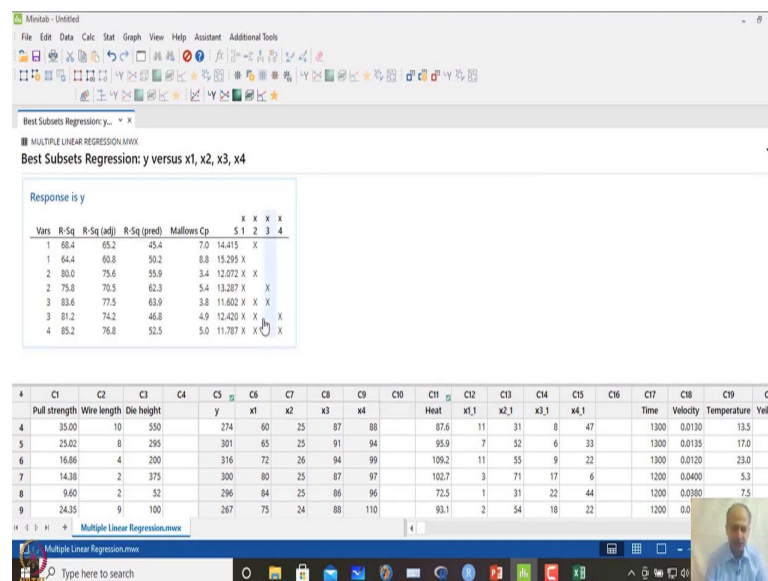 Minitab - Untitled
File Edit Data Calc Stat Graph View Help Assistant Additional Tools
Best Subsets Regression: y... × 
MULTIPLE LINEAR REGRESSION.MWX
Best Subsets Regression: y versus x1, x2, x3, x4
Response is y
x x x x
Vars R-Sq R-Sq (adj) R-Sq (pred) Mallows Cp S 1 2 3 4
1 68.4 65.2 45.4 7.0 14.415 X
1 64.4 60.8 50.2 8.8 15.295 X
2 80.0 75.6 55.9 3.4 12.072 X X
2 75.8 70.5 62.3 5.4 13.287 X X
3 83.6 77.5 63.9 3.8 11.602 X X X
3 81.2 74.2 46.8 4.9 12.420 X X X
4 85.2 76.8 52.5 5.0 11.787 X X X
C1 C2 C3 C4 C5 C6 C7 C8 C9 C10 C11 C12 C13 C14 C15 C16 C17 C18 C19
Pull strength Wire length Die height y x1 x2 x3 x4 Heat x1_1 x2_1 x3_1 x4_1 Time Velocity Temperature Yeil
4 35.00 10 550 274 60 25 87 88 87.6 11 31 8 47 1300 0.0130 13.5
5 25.02 8 295 301 65 25 91 94 95.9 7 52 6 33 1300 0.0135 17.0
6 16.86 4 200 316 72 26 94 99 109.2 11 55 9 22 1300 0.0120 23.0
7 14.38 2 375 300 80 25 87 97 102.7 3 71 17 6 1200 0.0400 5.3
8 9.60 2 52 296 84 25 86 96 72.5 1 31 22 44 1200 0.0380 7.5
9 24.35 9 100 267 75 24 88 110 93.1 2 54 18 22 1200 0.0
Multiple Linear Regression.mwx
Multiple Linear Regression.mwx
Type here to search